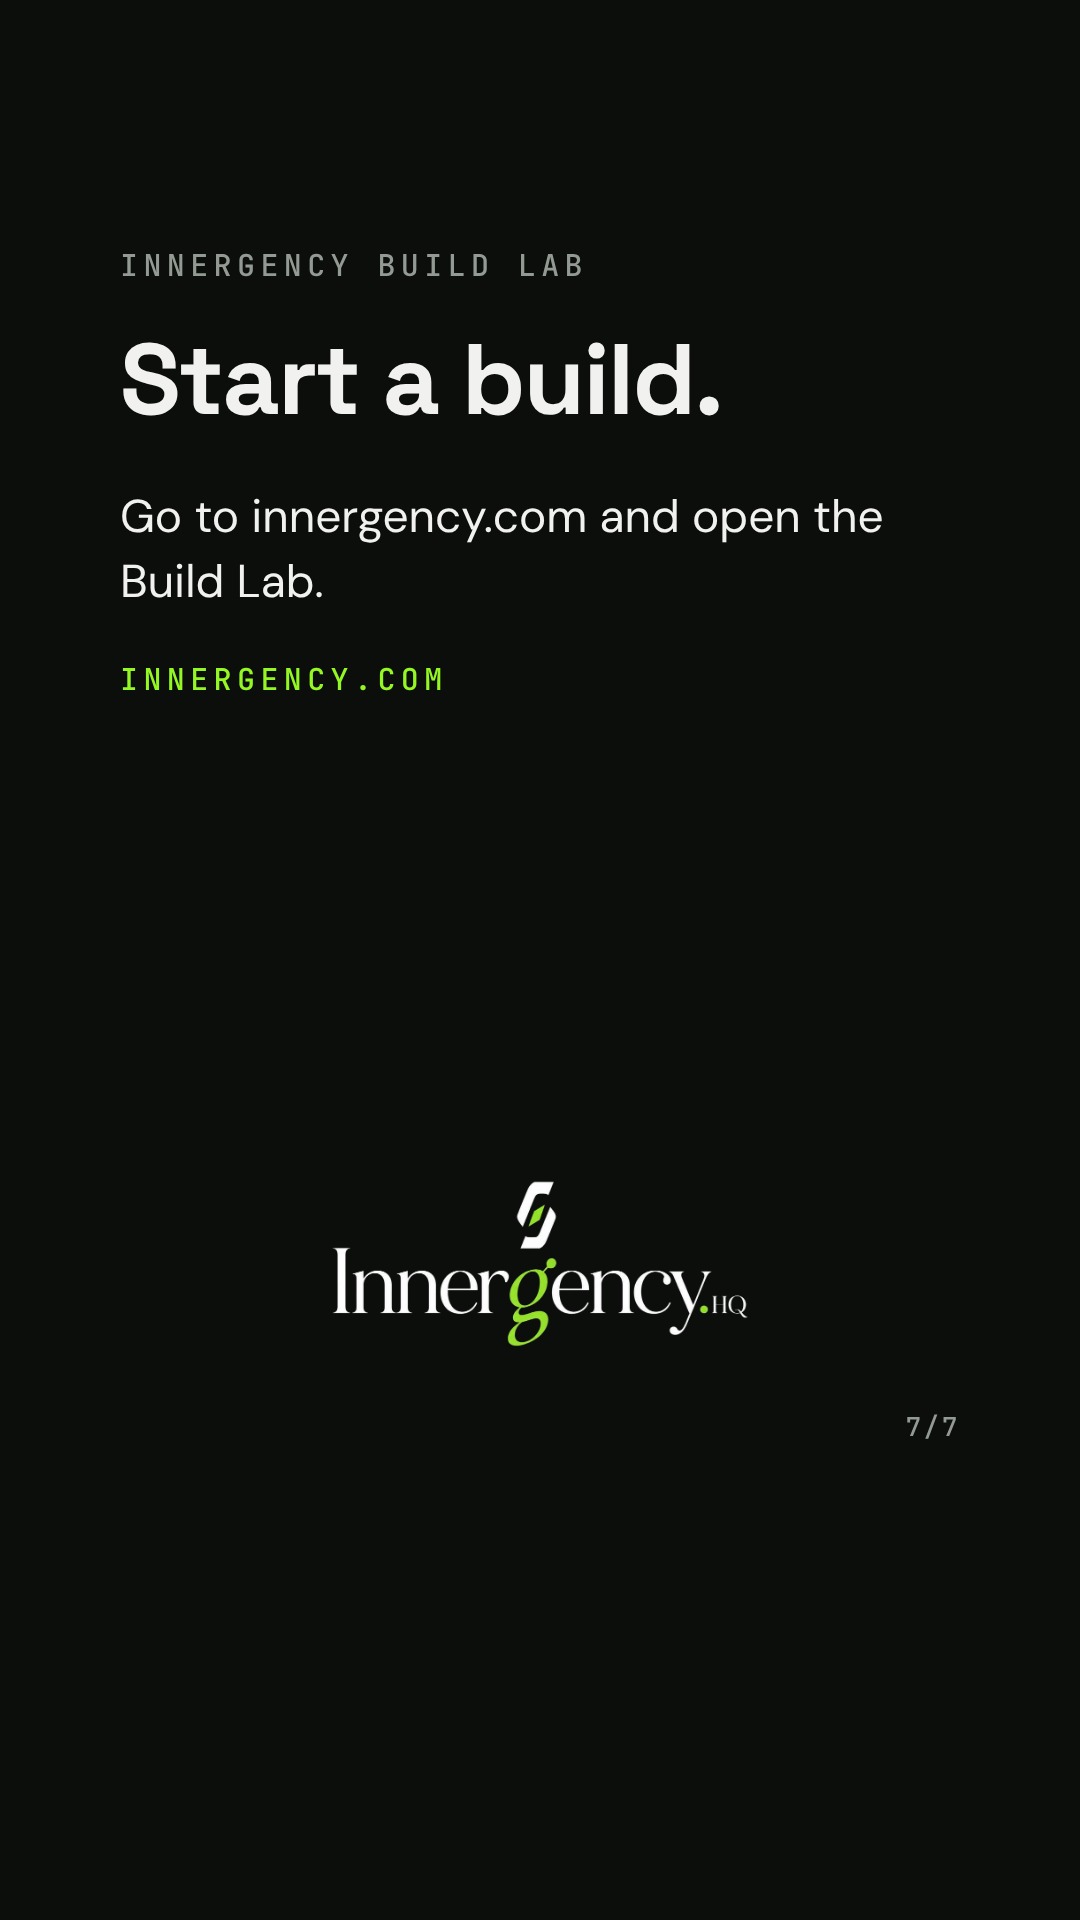 INNERGENCY BUILD LAB
Start a build.
Go to innergency.com and open the
Build Lab.
INNERGENCY.COM
Innergency.HQ
7/7